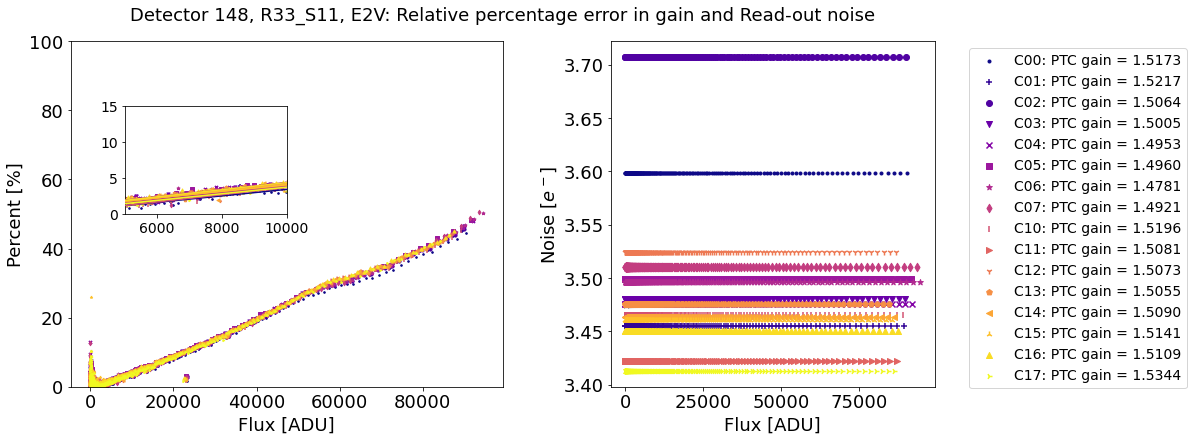 Detector 148, R33_S11, E2V: Relative percentage error in gain and Read-out noise
Percent [%]
100
80
60
40
20
0
15
10
5
0
6000 8000 10000
0 20000 40000 60000 80000
Flux [ADU]
Noise [e⁻]
3.70
3.65
3.60
3.55
3.50
3.45
3.40
0 25000 50000 75000
Flux [ADU]
C00: PTC gain = 1.5173
C01: PTC gain = 1.5217
C02: PTC gain = 1.5064
C03: PTC gain = 1.5005
C04: PTC gain = 1.4953
C05: PTC gain = 1.4960
C06: PTC gain = 1.4781
C07: PTC gain = 1.4921
C10: PTC gain = 1.5196
C11: PTC gain = 1.5081
C12: PTC gain = 1.5073
C13: PTC gain = 1.5055
C14: PTC gain = 1.5090
C15: PTC gain = 1.5141
C16: PTC gain = 1.5109
C17: PTC gain = 1.5344